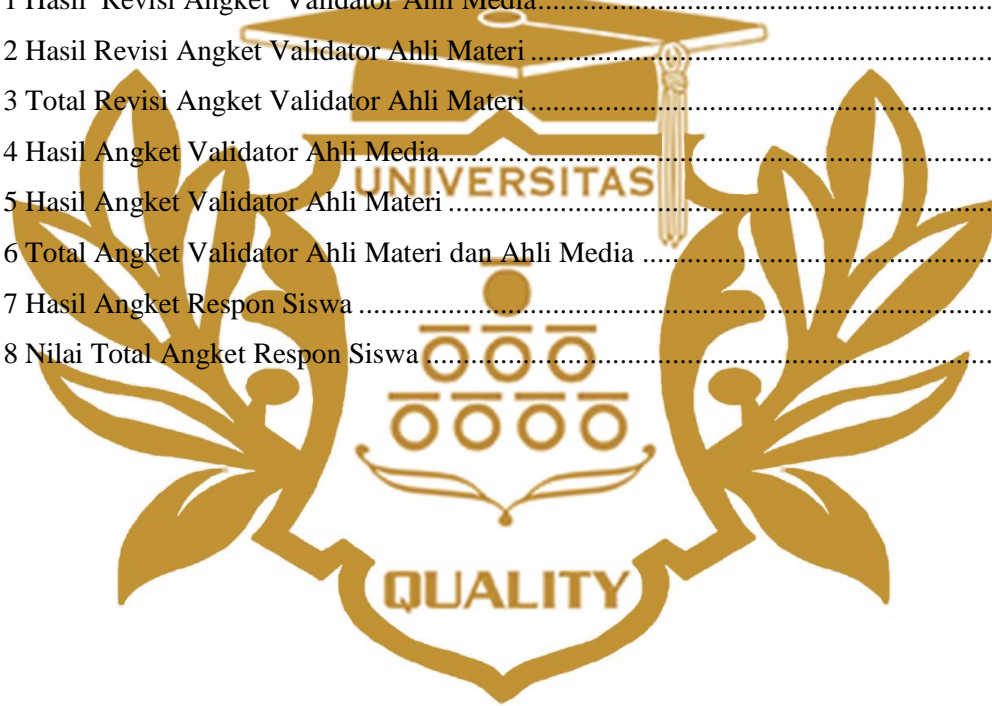 1 Hasil Revisi Angket Validator Ahli Media
2 Hasil Revisi Angket Validator Ahli Materi
3 Total Revisi Angket Validator Ahli Materi
4 Hasil Angket Validator Ahli Media
UNIVERSITAS
5 Hasil Angket Validator Ahli Materi
6 Total Angket Validator Ahli Materi dan Ahli Media
7 Hasil Angket Respon Siswa
8 Nilai Total Angket Respon Siswa
QUALITY